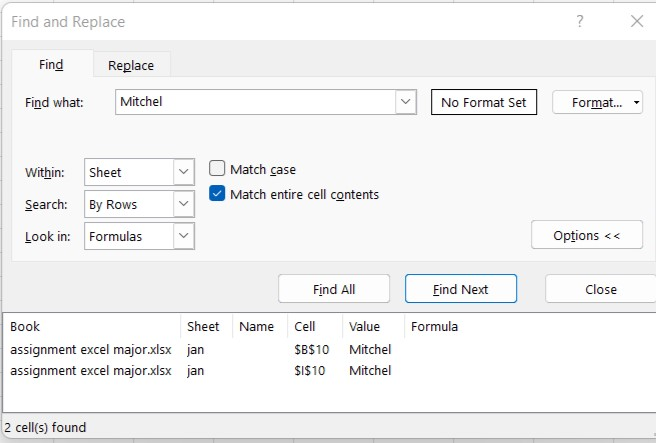 Find and Replace ? ×
Find Replace
Find what: Mitchel No Format Set Format...
Within: Sheet Match case
Search: By Rows Match entire cell contents
Look in: Formulas Options <<
Find All Find Next Close
Book Sheet Name Cell Value Formula
assignment excel major.xlsx jan $B$10 Mitchel
assignment excel major.xlsx jan $I$10 Mitchel
2 cell(s) found